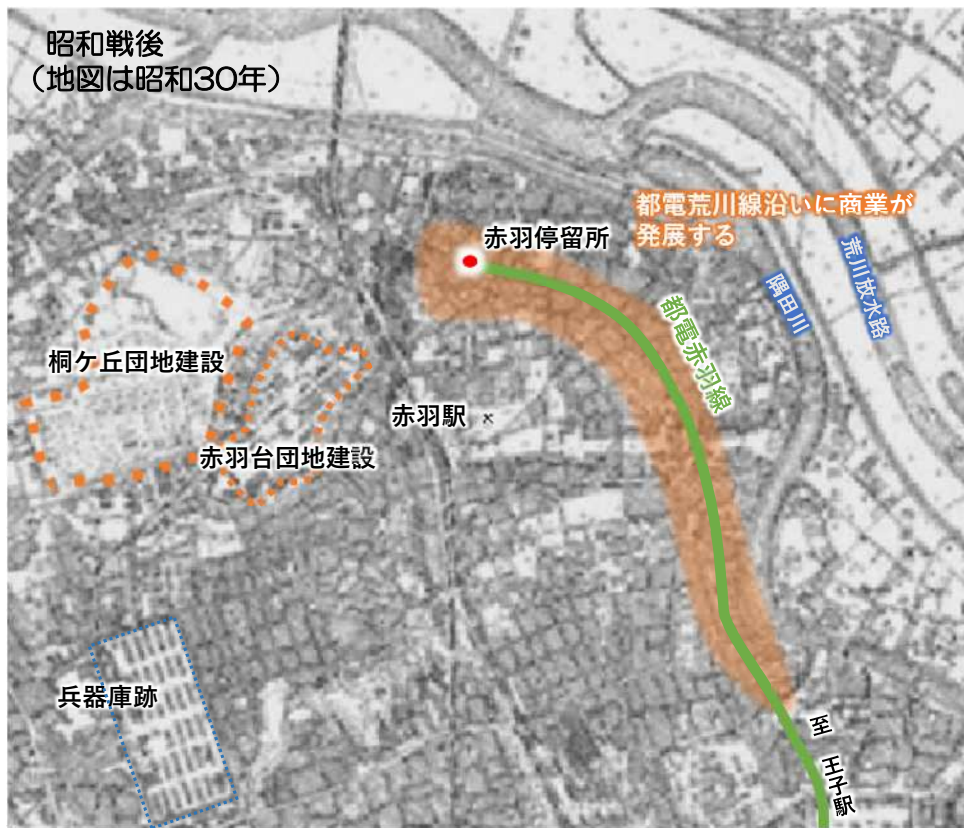 昭和戦後
（地図は昭和30年）
都電荒川線沿いに商業が
発展する
赤羽停留所
荒川放水路
隅田川
都電赤羽線
桐ケ丘団地建設
赤羽駅
赤羽台団地建設
兵器庫跡
至 王子駅